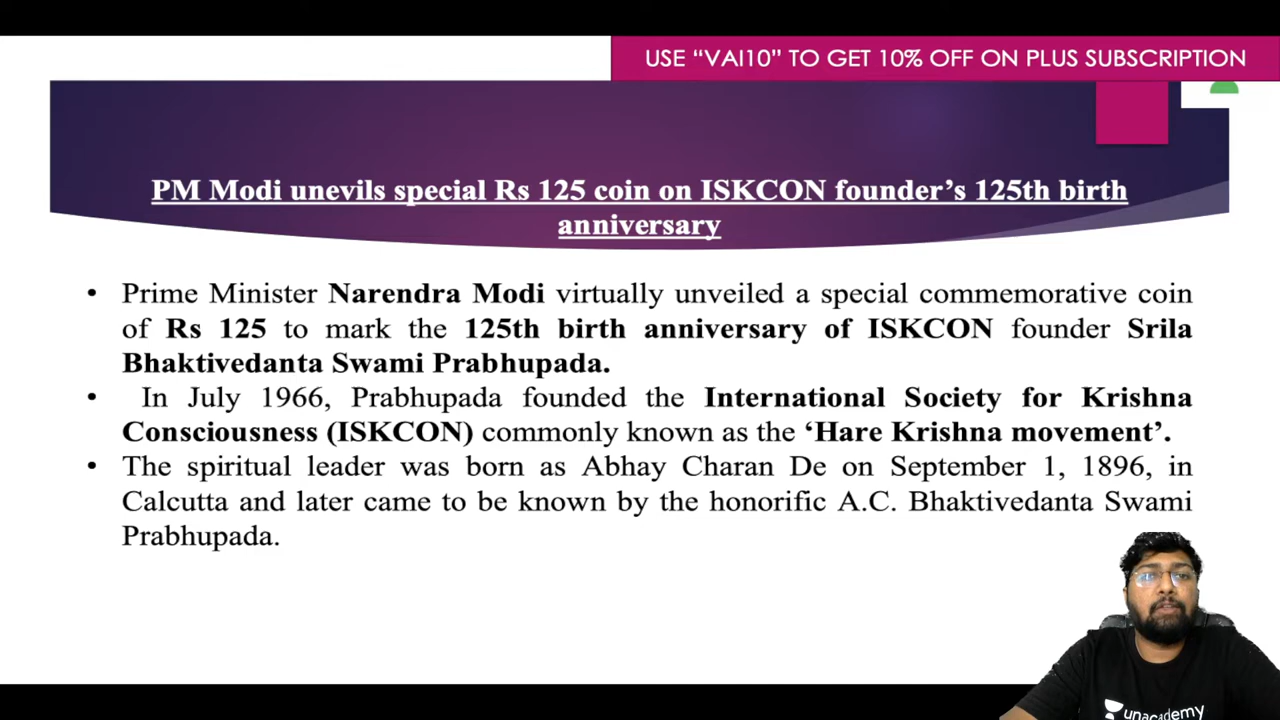 USE “VAI10” TO GET 10% OFF ON PLUS SUBSCRIPTION
PM Modi unevils special Rs 125 coin on ISKCON founder’s 125th birth
anniversary
• Prime Minister Narendra Modi virtually unveiled a special commemorative coin
of Rs 125 to mark the 125th birth anniversary of ISKCON founder Srila
Bhaktivedanta Swami Prabhupada.
• In July 1966, Prabhupada founded the International Society for Krishna
Consciousness (ISKCON) commonly known as the ‘Hare Krishna movement’.
• The spiritual leader was born as Abhay Charan De on September 1, 1896, in
Calcutta and later came to be known by the honorific A.C. Bhaktivedanta Swami
Prabhupada.
unacademy